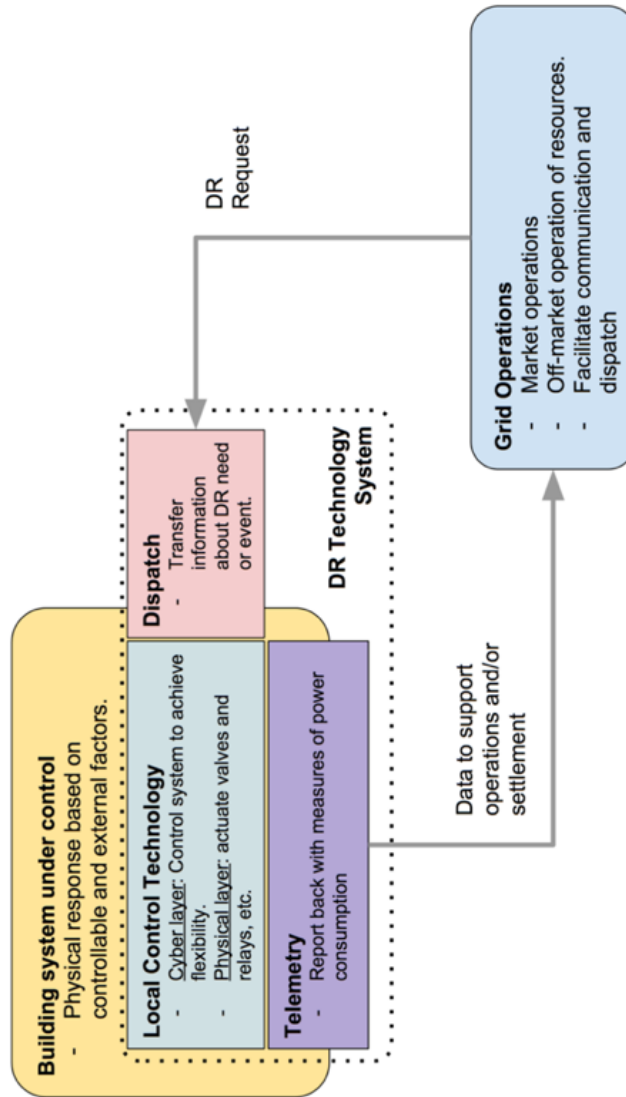 Building system under control
- Physical response based on
controllable and external factors.
Local Control Technology
- Cyber layer: Control system to achieve
flexibility.
- Physical layer: actuate valves and
relays, etc.
Dispatch
- Transfer
information
about DR need
or event.
Telemetry
- Report back with measures of power
consumption
DR Technology
System
DR
Request
Data to support
operations and/or
settlement
Grid Operations
- Market operations
- Off-market operation of resources.
- Facilitate communication and
dispatch